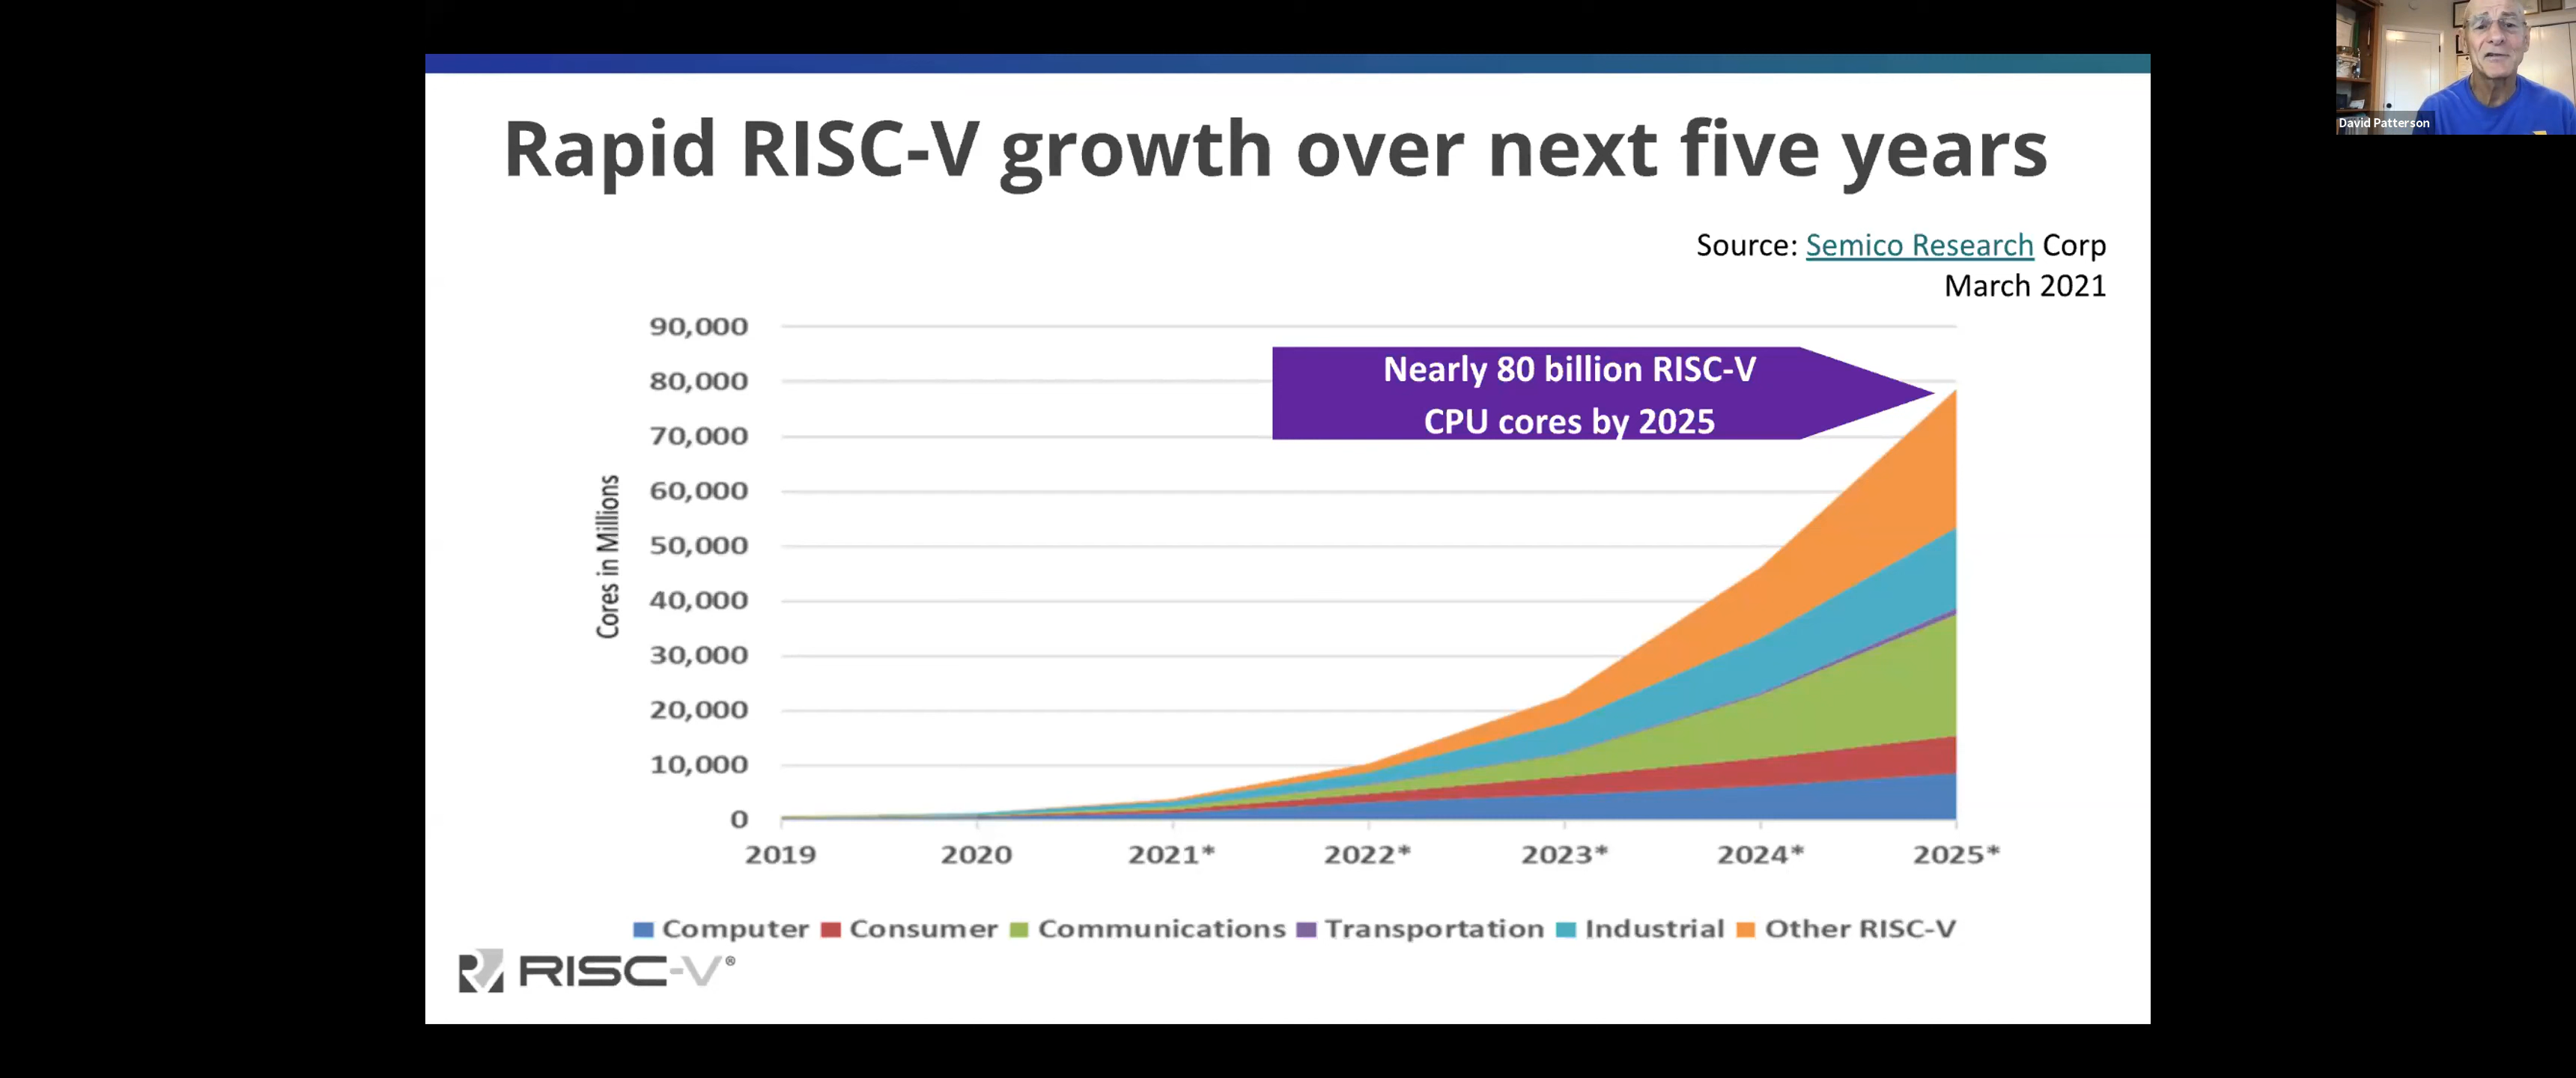 David Patterson
Rapid RISC-V growth over next five years
Source: Semico Research Corp
March 2021
90,000
80,000
70,000
60,000
50,000
40,000
30,000
20,000
10,000
0
Cores in Millions
Nearly 80 billion RISC-V
CPU cores by 2025
2019 2020 2021* 2022* 2023* 2024* 2025*
Computer Consumer Communications Transportation Industrial Other RISC-V
RISC-V®